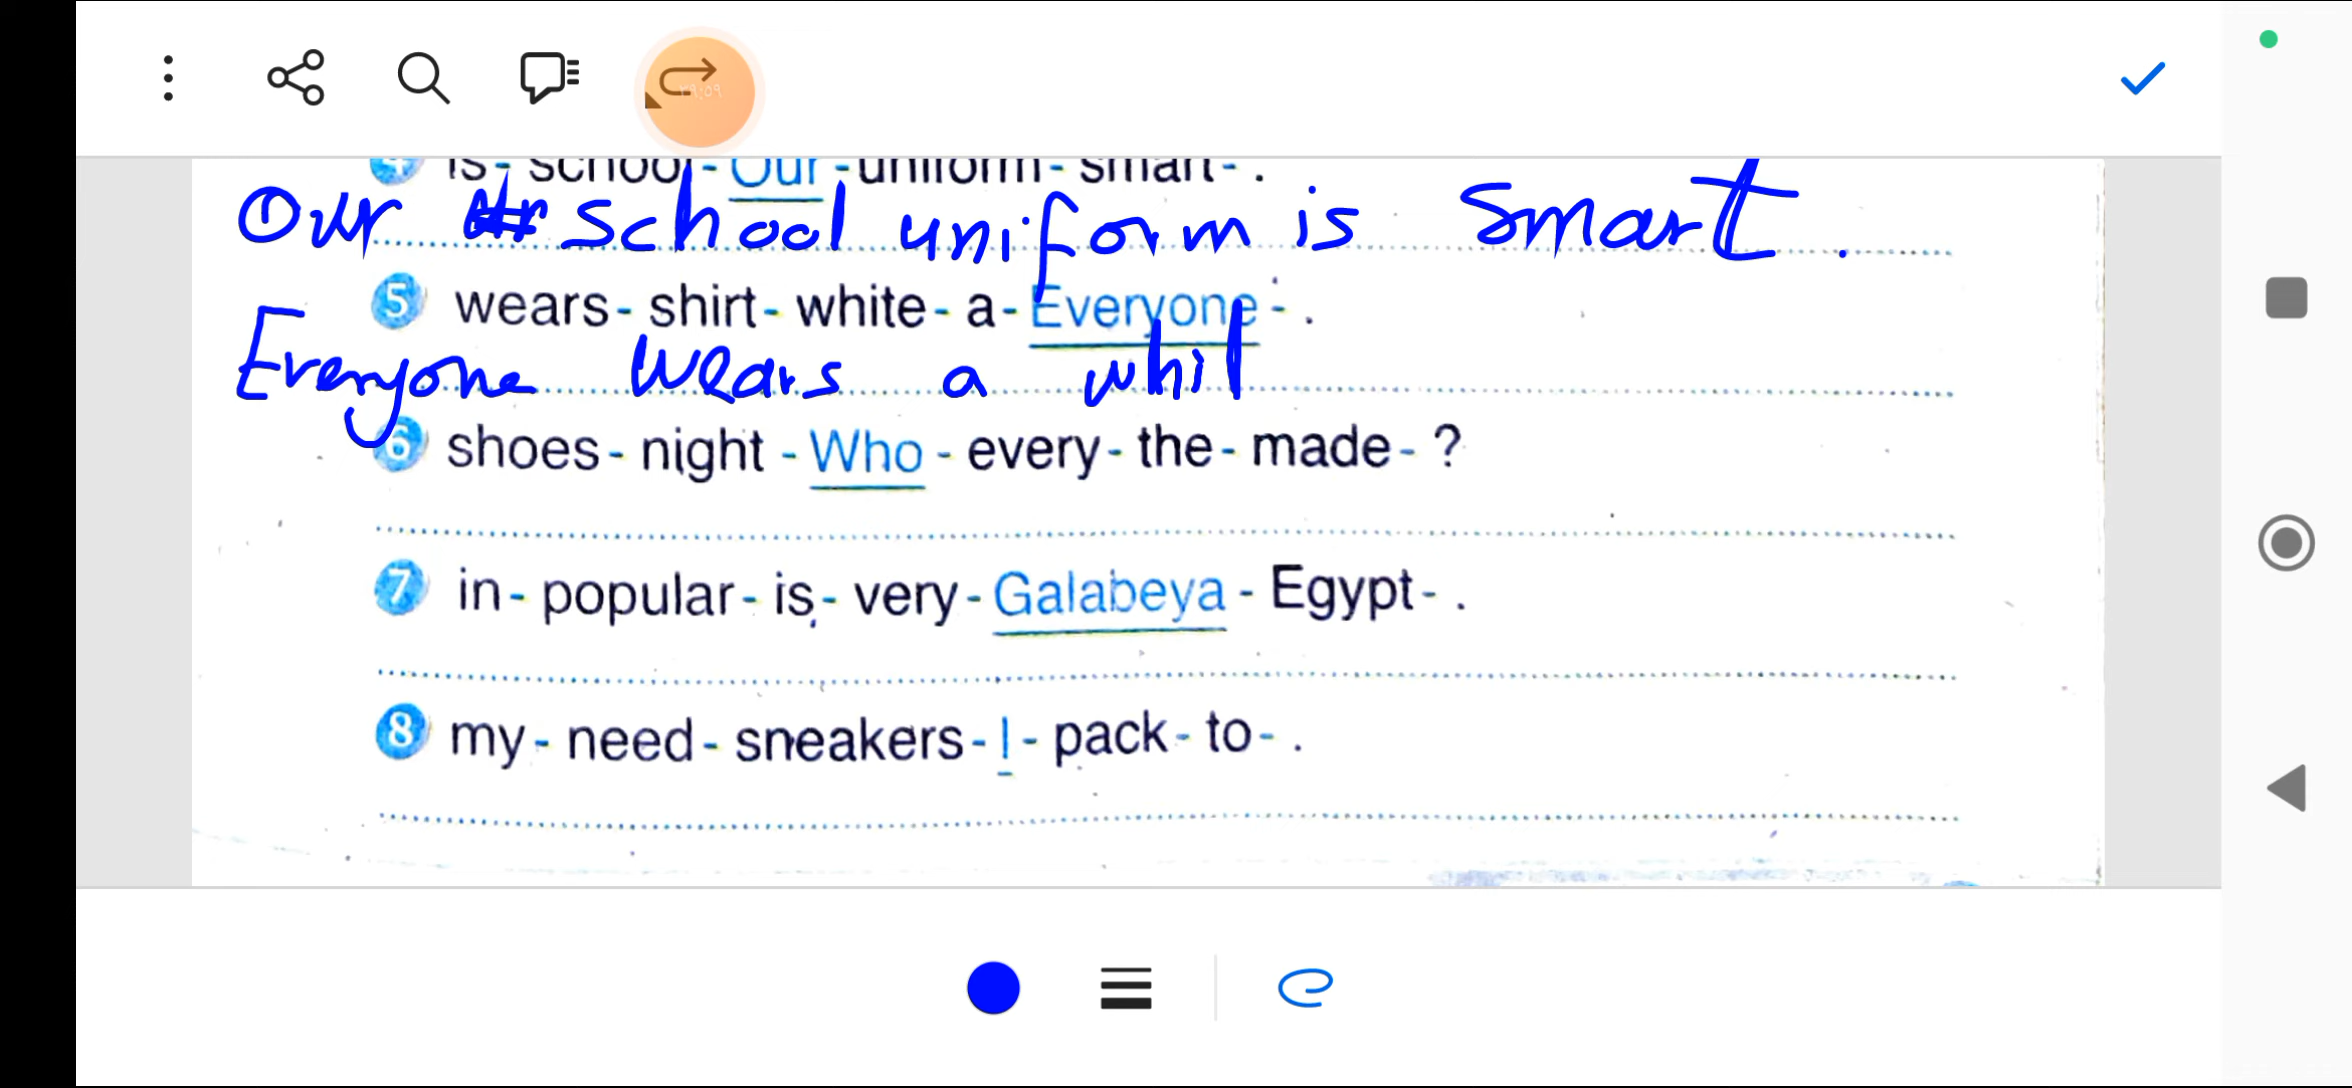 4 is - school - Our - uniform - smart - .
Our school uniform is smart.
5 wears - shirt - white - a - Everyone - .
Everyone wears a whil
6 shoes - night - Who - every - the - made - ?
7 in - popular - is - very - Galabeya - Egypt - .
8 my - need - sneakers - I - pack - to - .